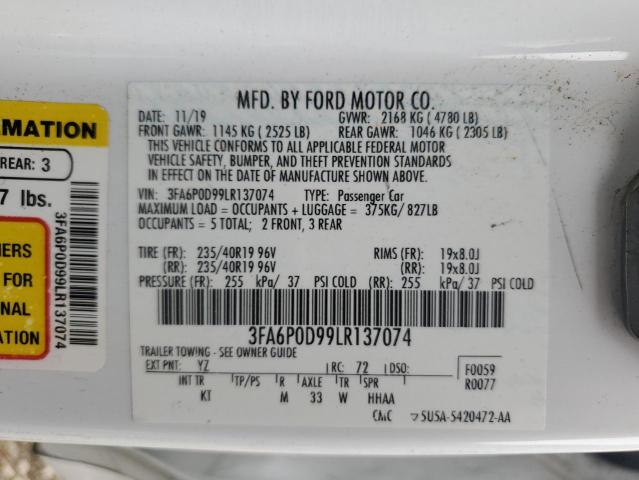 MFD. BY FORD MOTOR CO.
DATE: 11/19 GVWR: 2168 KG ( 4780 LB)
FRONT GAWR: 1145 KG ( 2525 LB) REAR GAWR: 1046 KG ( 2305 LB)
THIS VEHICLE CONFORMS TO ALL APPLICABLE FEDERAL MOTOR
VEHICLE SAFETY, BUMPER, AND THEFT PREVENTION STANDARDS
IN EFFECT ON THE DATE OF MANUFACTURE SHOWN ABOVE.
VIN: 3FA6P0D99LR137074 TYPE: Passenger Car
MAXIMUM LOAD = OCCUPANTS + LUGGAGE = 375KG/ 827LB
OCCUPANTS = 5 TOTAL; 2 FRONT, 3 REAR
TIRE (FR): 235/40R19 96V RIMS (FR): 19x8.0J
(RR): 235/40R19 96V (RR): 19x8.0J
PRESSURE (FR): 255 kPa/ 37 PSI COLD (RR): 255 kPa/ 37 PSI COLD
3FA6P0D99LR137074
TRAILER TOWING - SEE OWNER GUIDE
EXT PNT: YZ RC: 72 DSO: F0059
R0077
INT TR TP/PS R AXLE TR SPR
KT M 33 W HHAA
CMC 5U5A-5420472-AA
RMATION
REAR: 3
7 lbs.
NERS
FOR
NAL
ATION
3FA6P0D99LR137074